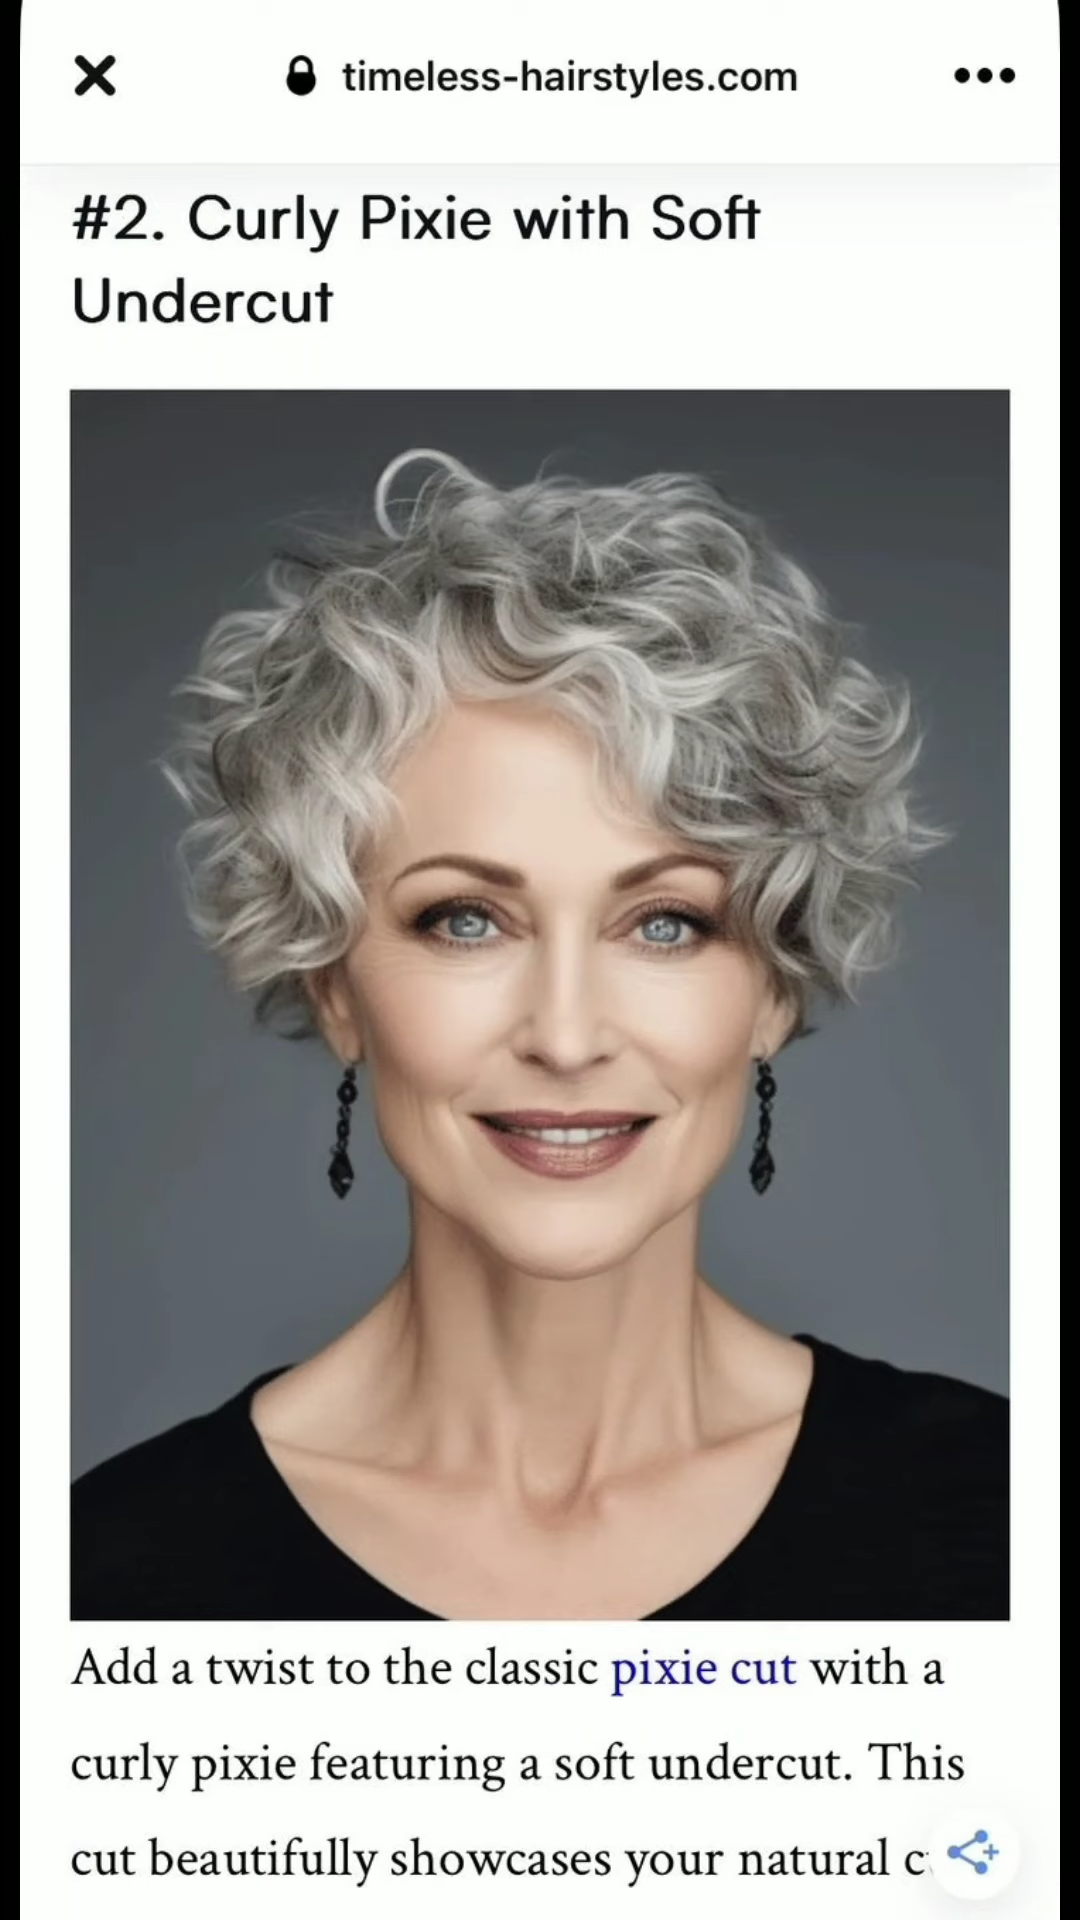 timeless-hairstyles.com
#2. Curly Pixie with Soft
Undercut
Add a twist to the classic pixie cut with a
curly pixie featuring a soft undercut. This
cut beautifully showcases your natural